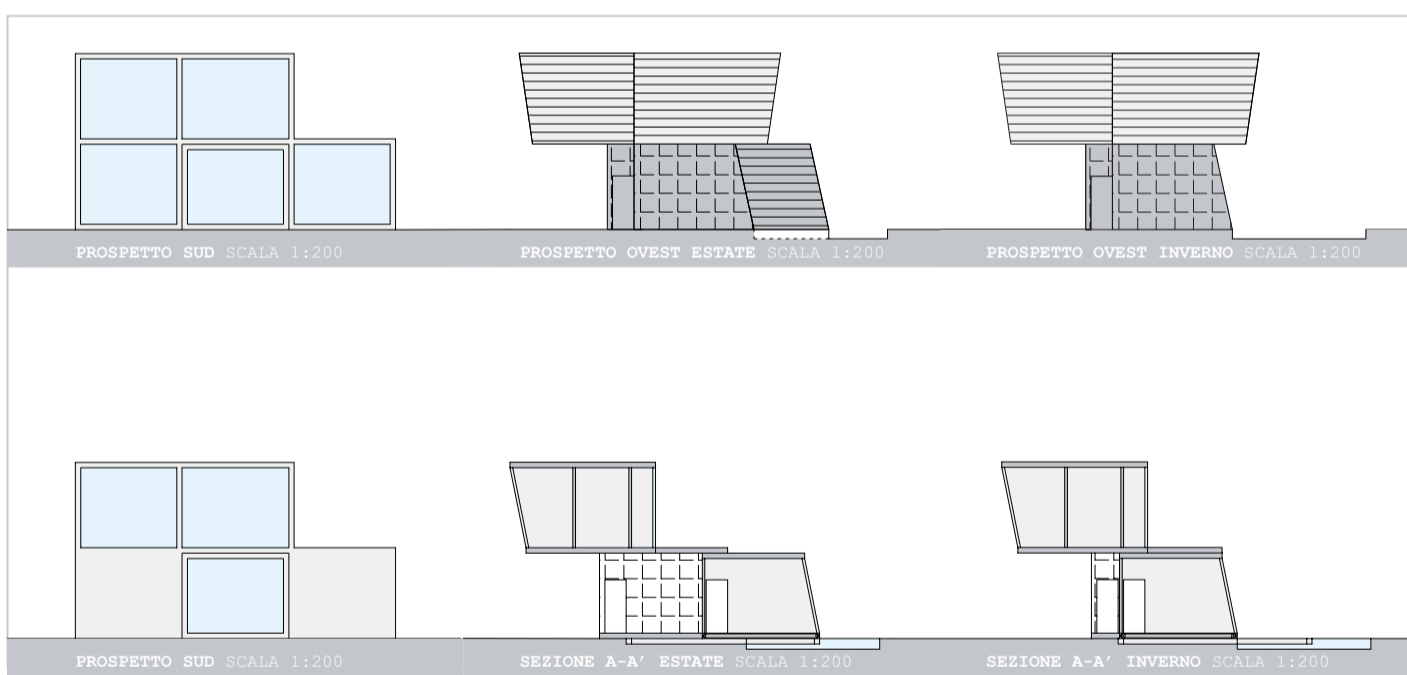 PROSPETTO SUD SCALA 1:200
PROSPETTO OVEST ESTATE SCALA 1:200
PROSPETTO OVEST INVERNO SCALA 1:200
PROSPETTO SUD SCALA 1:200
SEZIONE A-A' ESTATE SCALA 1:200
SEZIONE A-A' INVERNO SCALA 1:200